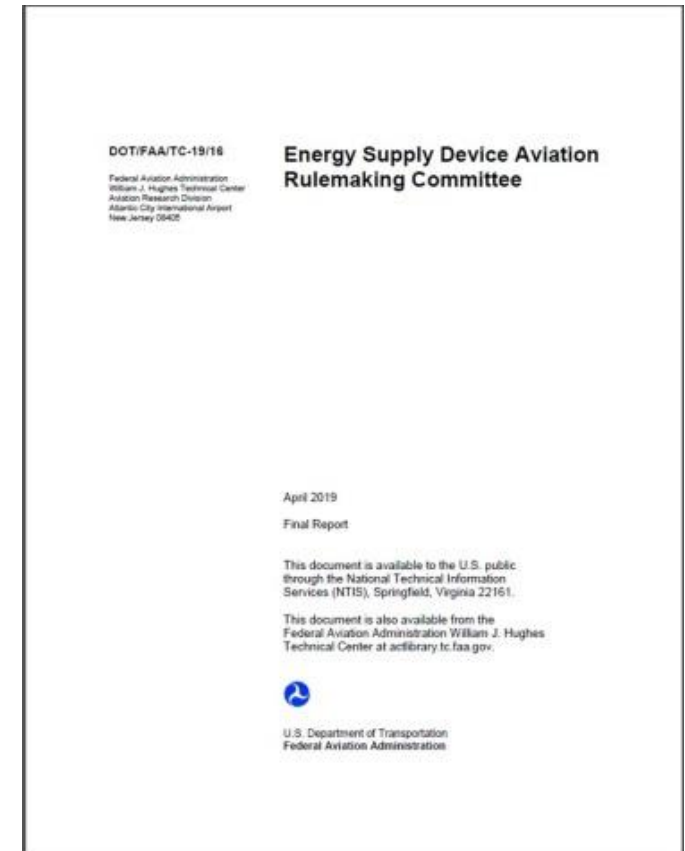 DOT/FAA/TC-19/16
Federal Aviation Administration
William J. Hughes Technical Center
Aviation Research Division
Atlantic City International Airport
New Jersey 08405
Energy Supply Device Aviation
Rulemaking Committee
April 2019
Final Report
This document is available to the U.S. public
through the National Technical Information
Services (NTIS), Springfield, Virginia 22161.
This document is also available from the
Federal Aviation Administration William J. Hughes
Technical Center at actlibrary.tc.faa.gov.
U.S. Department of Transportation
Federal Aviation Administration